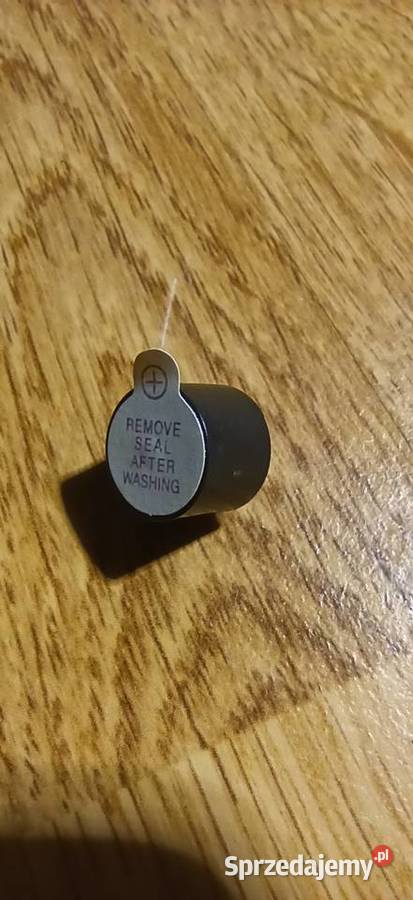 +
REMOVE
SEAL
AFTER
WASHING
Sprzedajemy.pl